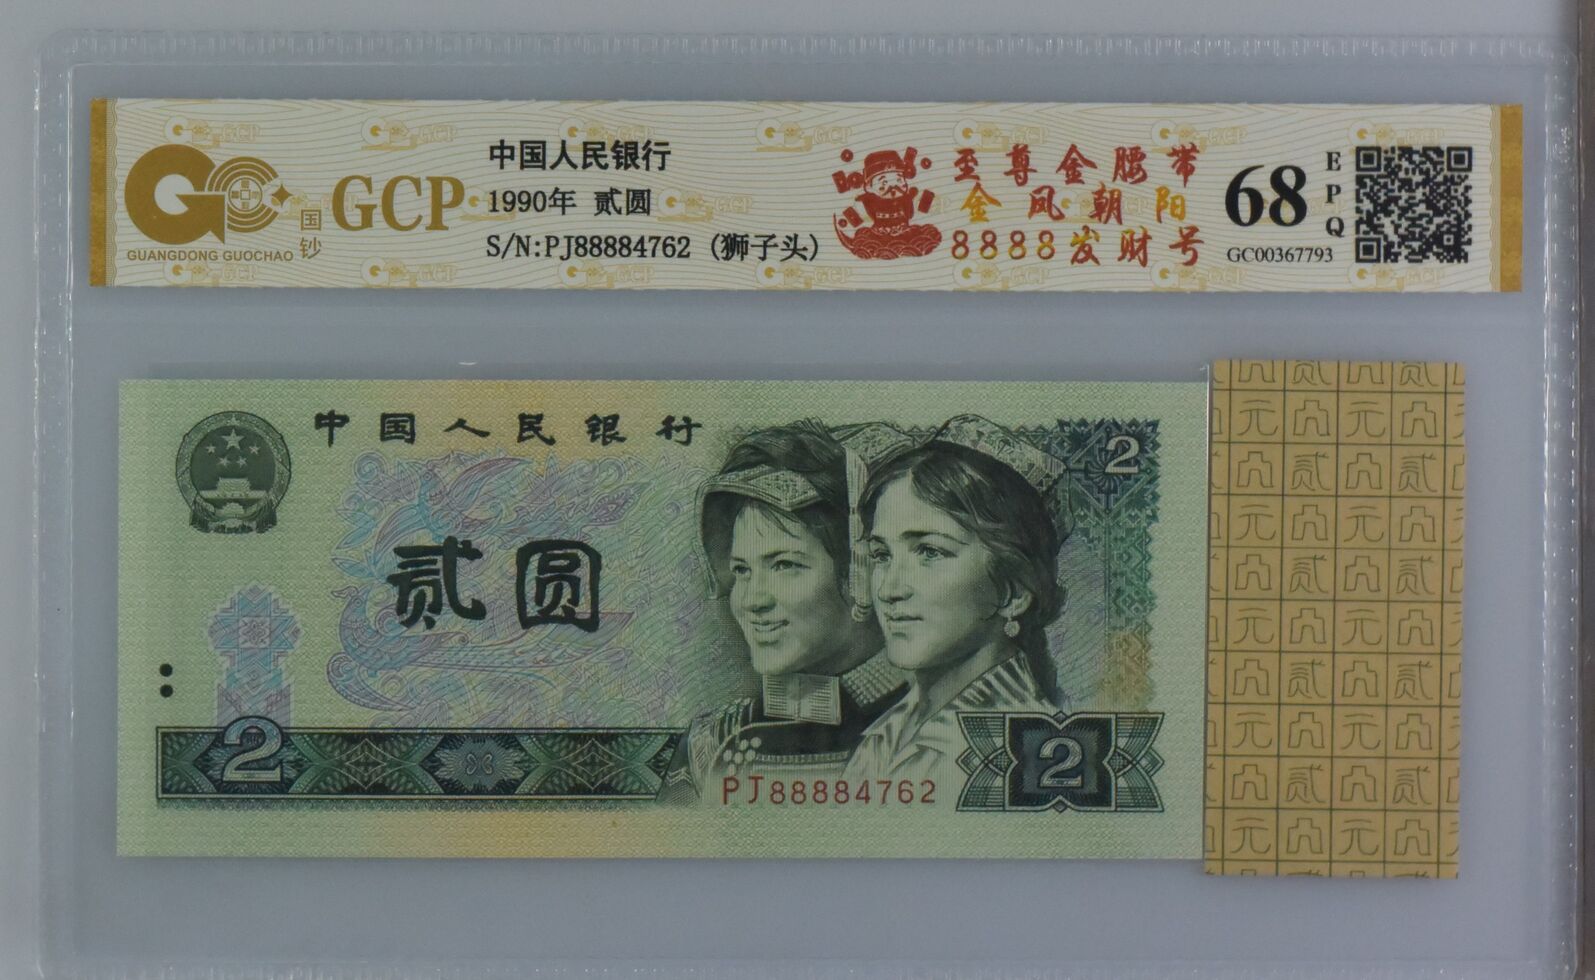 GUANGDONG GUOCHAO
国钞
GCP
中国人民银行
1990年 贰圆
S/N:PJ88884762 (狮子头)
至尊金腰带
金凤朝阳
8888发财号
68
EPQ
GC00367793
中国人民银行
2
贰圆
2
PJ88884762
2